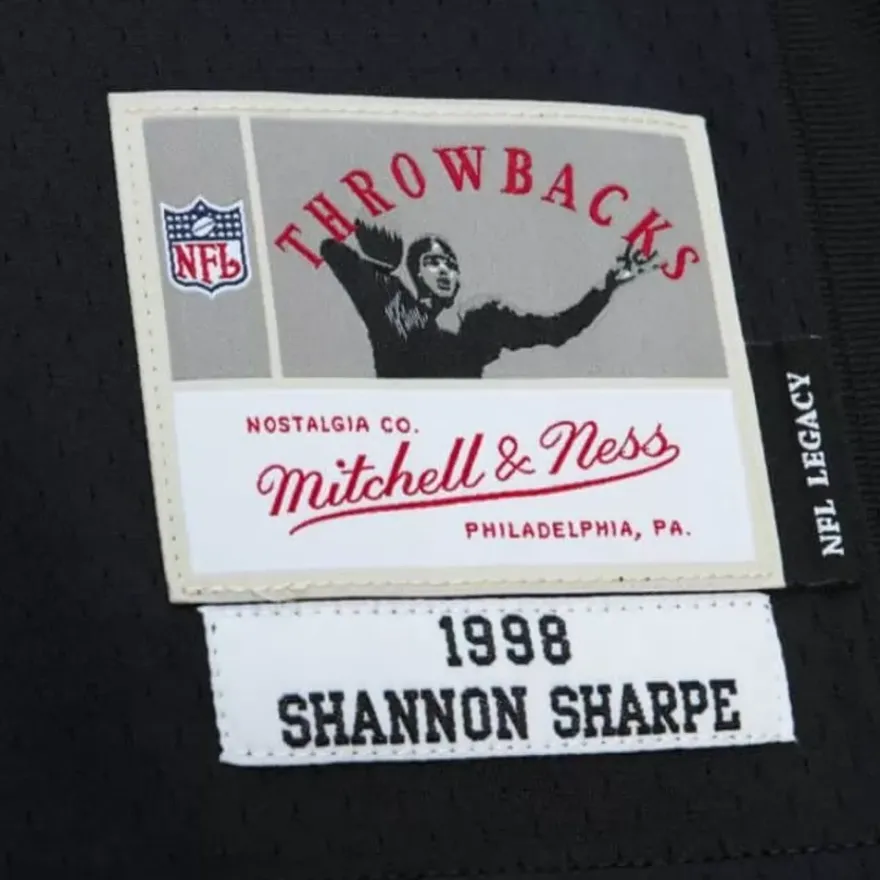 THROWBACKS
NFL
NOSTALGIA CO.
Mitchell & Ness
PHILADELPHIA, PA.
NFL LEGACY
1998
SHANNON SHARPE